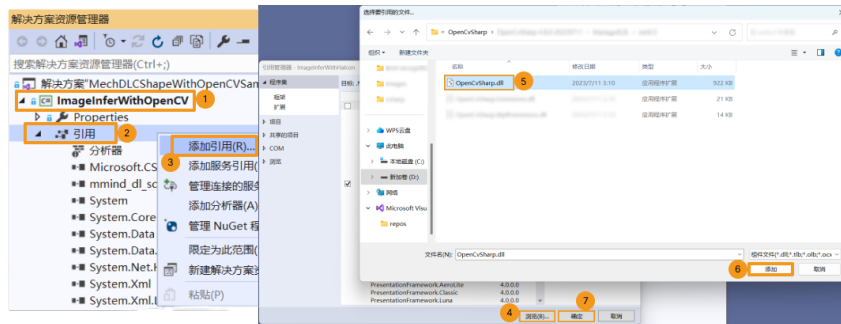 解决方案资源管理器
搜索解决方案资源管理器(Ctrl+;)
解决方案"MechDLCShapeWithOpenCVSan
ImageInferWithOpenCV
1
Properties
引用
2
分析器
Microsoft.CS
mmind_dl_sc
System
System.Core
System.Data
System.Data.
System.Net.H
System.Xml
System.Xml.L
添加引用(R)...
3
添加服务引用(
管理连接的服务
添加分析器(A)
管理 NuGet 程
限定为此范围(
新建解决方案资
粘贴(P)
引用管理器 - ImageInferWithHalcon
程序集
框架
扩展
项目
共享的项目
COM
浏览
目标: .
PresentationFramework.AeroLite 4.0.0.0
PresentationFramework.Classic 4.0.0.0
PresentationFramework.Luna 4.0.0.0
4
浏览(B)...
7
确定
取消
选择要引用的文件...
OpenCvSharp
组织
新建文件夹
名称
修改日期
类型
大小
OpenCvSharp.dll
5
2023/7/11 3:10
应用程序扩展
922 KB
应用程序扩展
21 KB
应用程序扩展
14 KB
WPS云盘
此电脑
本地磁盘 (C:)
新加卷 (D:)
网络
Microsoft Visu
repos
文件名(N):
OpenCvSharp.dll
组件文件(*.dll;*.tlb;*.olb;*.ocx
6
添加
取消